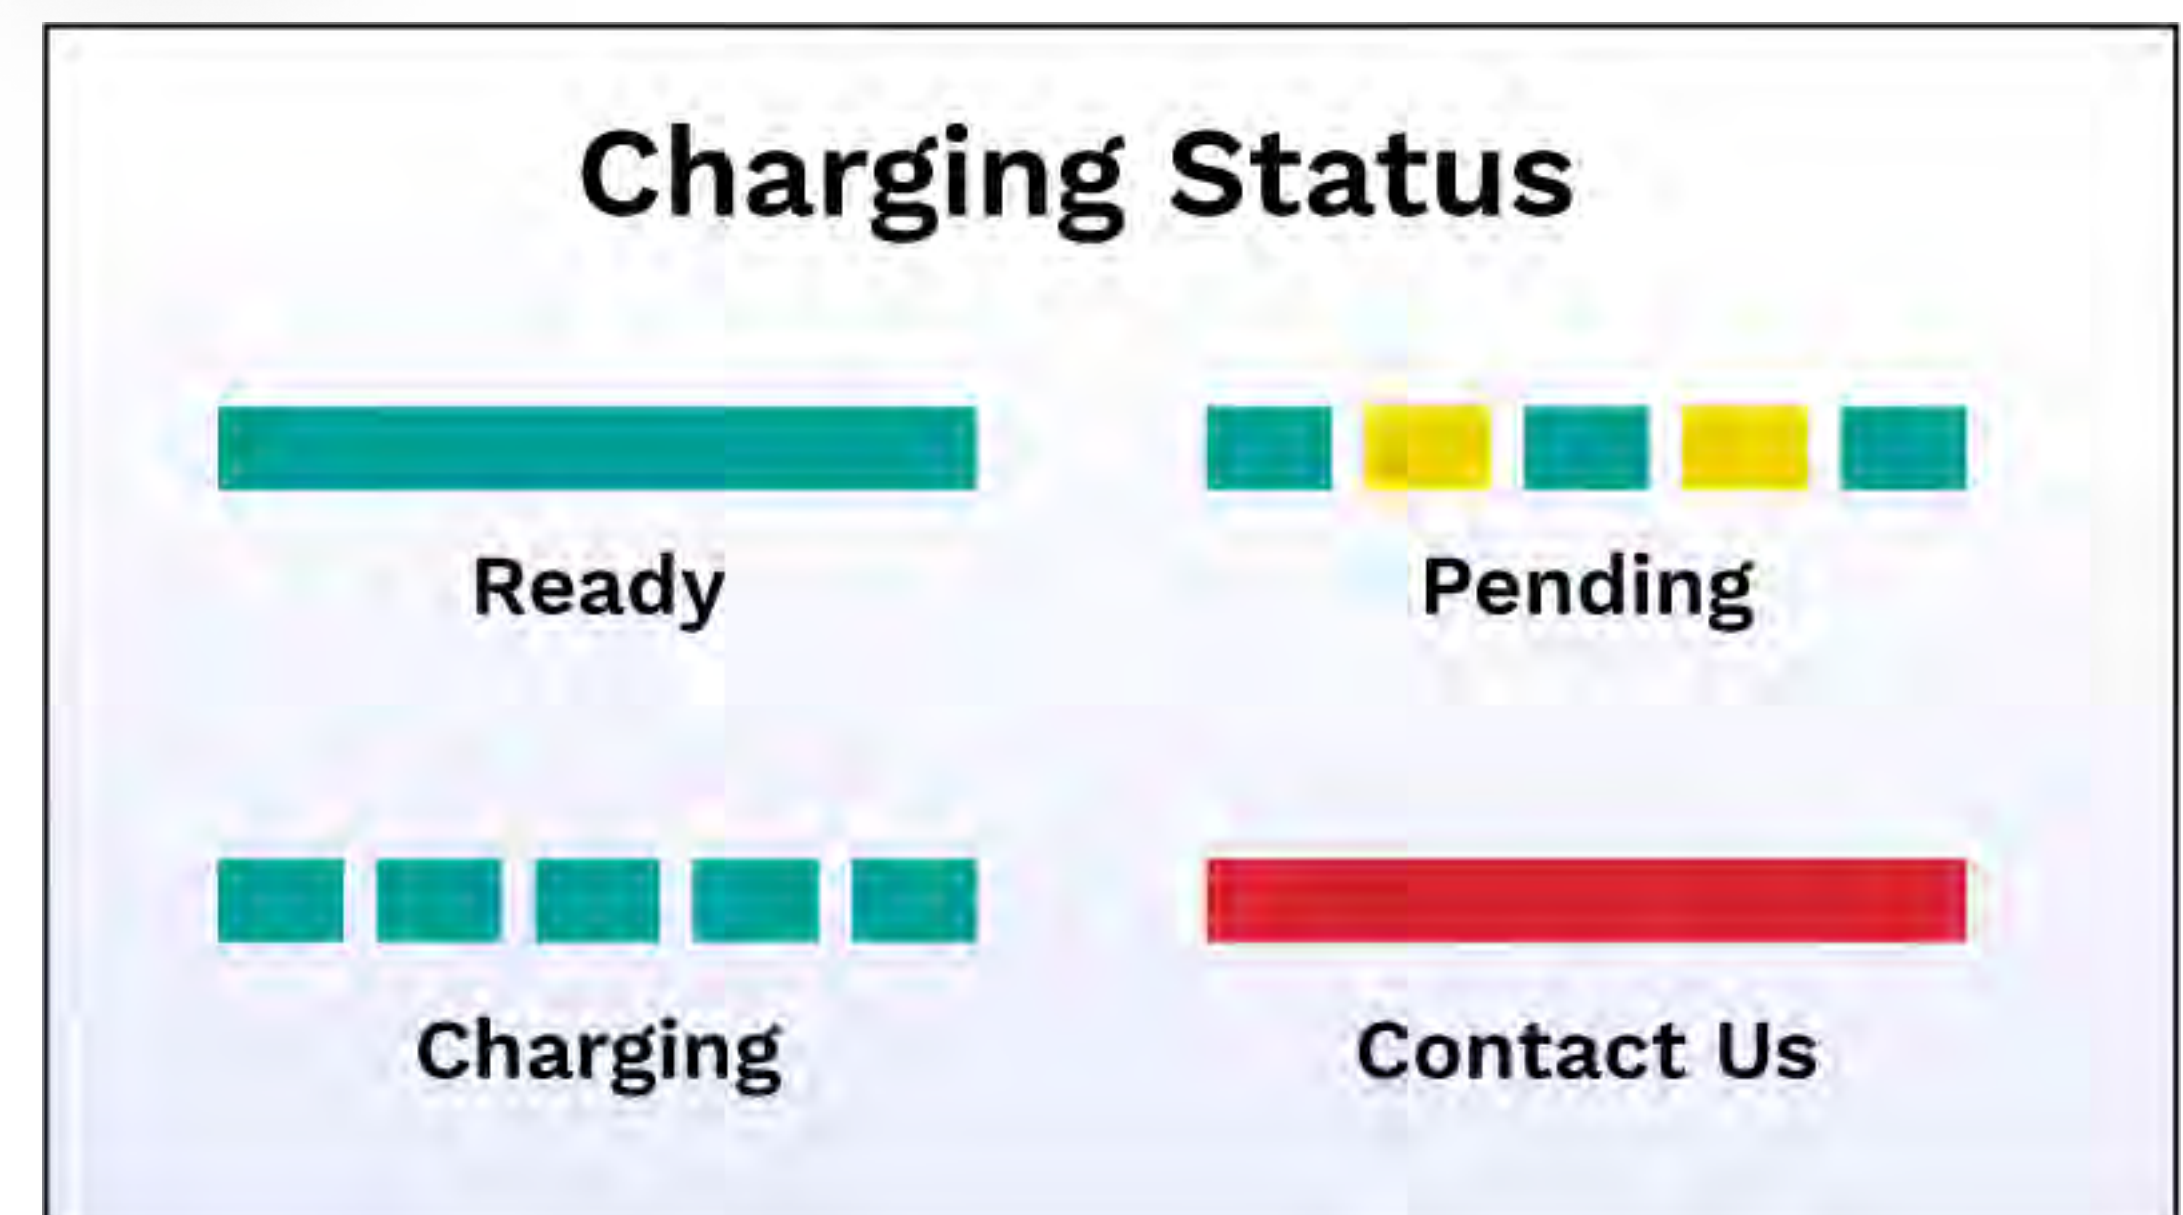 Charging Status
Ready
Pending
Charging
Contact Us